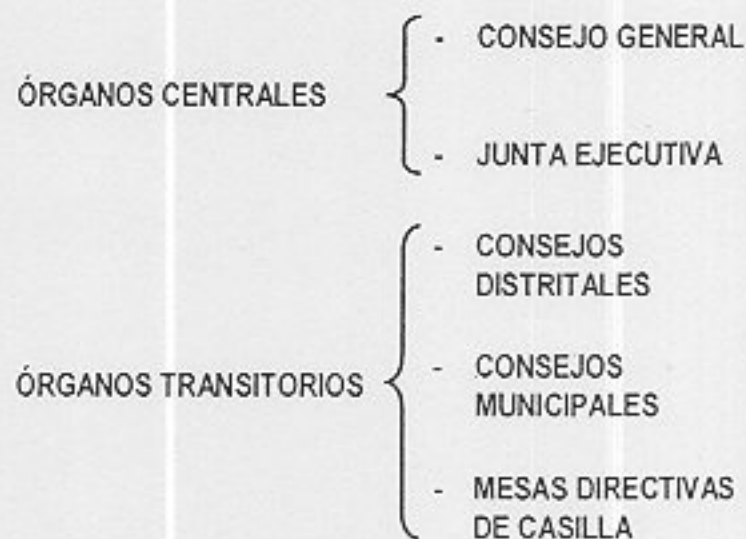 ÓRGANOS CENTRALES
- CONSEJO GENERAL
- JUNTA EJECUTIVA
ÓRGANOS TRANSITORIOS
- CONSEJOS
DISTRITALES
- CONSEJOS
MUNICIPALES
- MESAS DIRECTIVAS
DE CASILLA